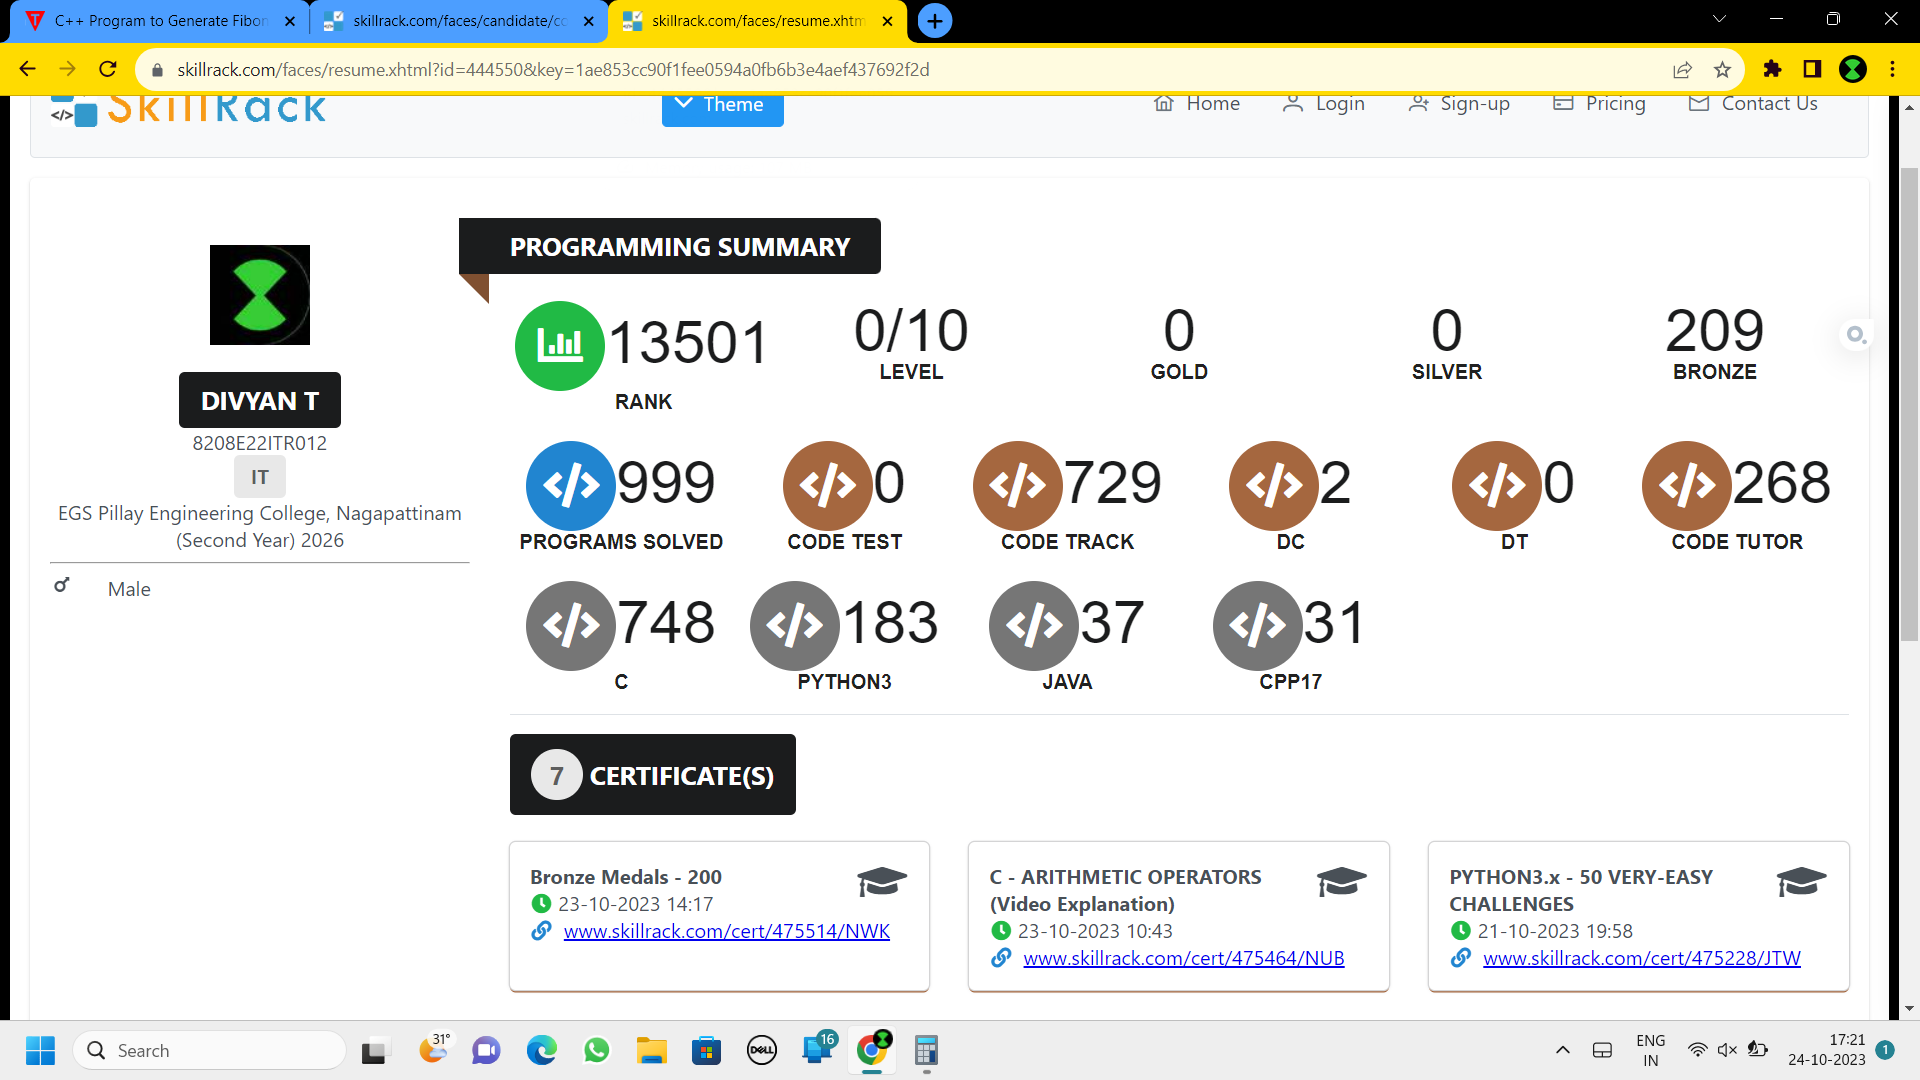 C++ Program to Generate Fibon
skillrack.com/faces/candidate/co
skillrack.com/faces/resume.xhtm
skillrack.com/faces/resume.xhtml?id=444550&key=1ae853cc90f1fee0594a0fb6b3e4aef437692f2d
SkillRack
Theme
Home
Login
Sign-up
Pricing
Contact Us
DIVYAN T
8208E22ITR012
IT
EGS Pillay Engineering College, Nagapattinam
(Second Year) 2026
Male
PROGRAMMING SUMMARY
13501
RANK
0/10
LEVEL
0
GOLD
0
SILVER
209
BRONZE
999
PROGRAMS SOLVED
0
CODE TEST
729
CODE TRACK
2
DC
0
DT
268
CODE TUTOR
748
C
183
PYTHON3
37
JAVA
31
CPP17
7 CERTIFICATE(S)
Bronze Medals - 200
23-10-2023 14:17
www.skillrack.com/cert/475514/NWK
C - ARITHMETIC OPERATORS
(Video Explanation)
23-10-2023 10:43
www.skillrack.com/cert/475464/NUB
PYTHON3.x - 50 VERY-EASY
CHALLENGES
21-10-2023 19:58
www.skillrack.com/cert/475228/JTW
Search
31°
DELL
16
ENG
IN
17:21
24-10-2023
1